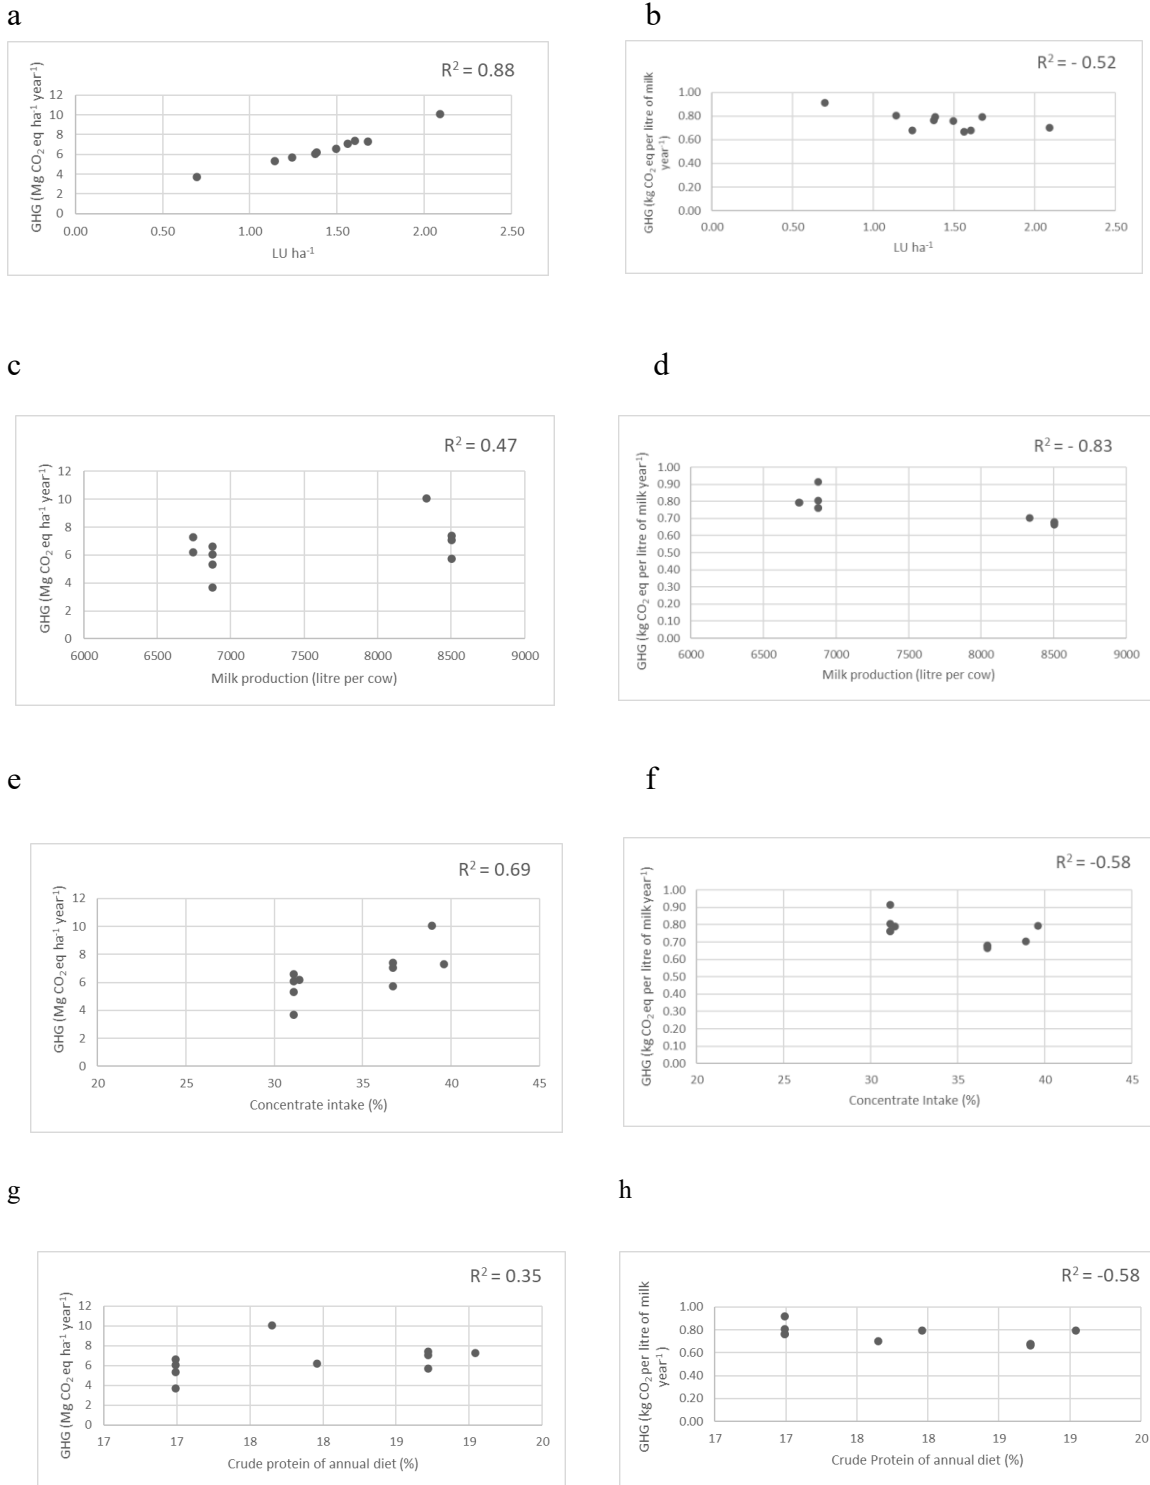 a
R² = 0.88
GHG (Mg CO₂ eq ha⁻¹ year⁻¹)
12
10
8
6
4
2
0
0.00 0.50 1.00 1.50 2.00 2.50
LU ha⁻¹
b
R² = - 0.52
GHG (kg CO₂ eq per litre of milk
year⁻¹)
1.00
0.80
0.60
0.40
0.20
0.00
0.00 0.50 1.00 1.50 2.00 2.50
LU ha⁻¹
c
R² = 0.47
GHG (Mg CO₂ eq ha⁻¹ year⁻¹)
12
10
8
6
4
2
0
6000 6500 7000 7500 8000 8500 9000
Milk production (litre per cow)
d
R² = - 0.83
GHG (kg CO₂ eq per litre of milk year⁻¹)
1.00
0.90
0.80
0.70
0.60
0.50
0.40
0.30
0.20
0.10
0.00
6000 6500 7000 7500 8000 8500 9000
Milk production (litre per cow)
e
R² = 0.69
GHG (Mg CO₂ eq ha⁻¹ year⁻¹)
12
10
8
6
4
2
0
20 25 30 35 40 45
Concentrate intake (%)
f
R² = -0.58
GHG (kg CO₂ eq per litre of milk year⁻¹)
1.00
0.90
0.80
0.70
0.60
0.50
0.40
0.30
0.20
0.10
0.00
20 25 30 35 40 45
Concentrate Intake (%)
g
R² = 0.35
GHG (Mg CO₂ eq ha⁻¹ year⁻¹)
12
10
8
6
4
2
0
17 17 18 18 19 19 20
Crude protein of annual diet (%)
h
R² = -0.58
GHG (kg CO₂ per litre of milk
year⁻¹)
1.00
0.80
0.60
0.40
0.20
0.00
17 17 18 18 19 19 20
Crude Protein of annual diet (%)